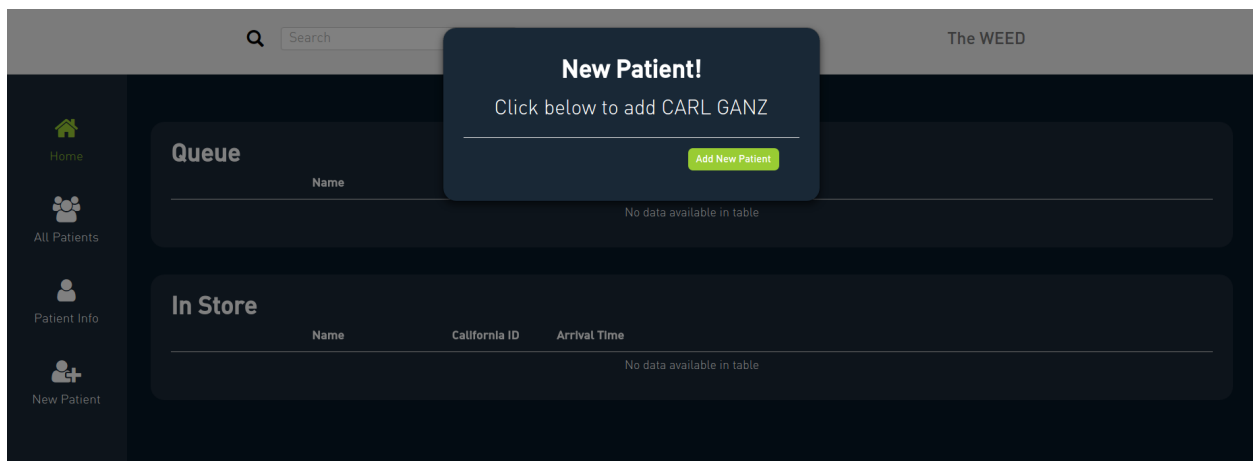 Search
The WEED
New Patient!
Click below to add CARL GANZ
Add New Patient
Home
All Patients
Patient Info
New Patient
Queue
Name
No data available in table
In Store
Name California ID Arrival Time
No data available in table